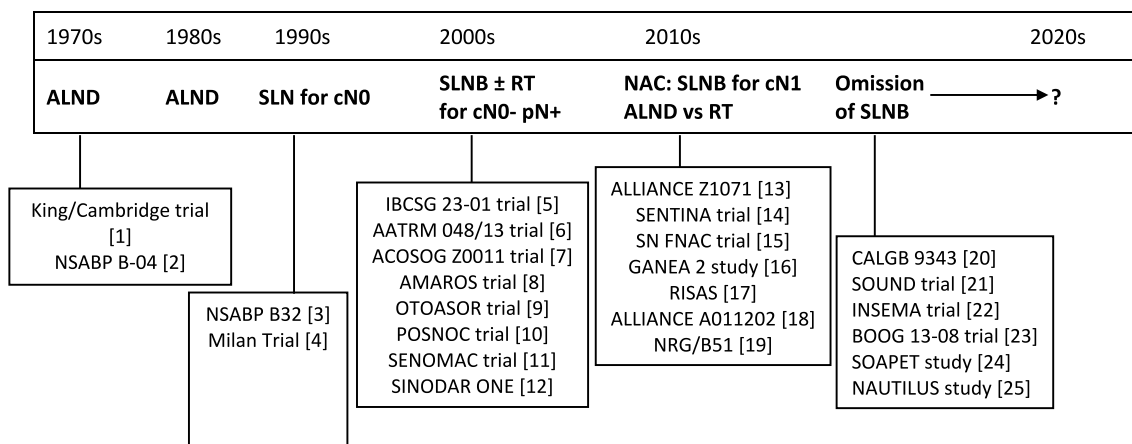 1970s 1980s 1990s 2000s 2010s 2020s
ALND
ALND
SLN for cN0
SLNB ± RT
for cN0- pN+
NAC: SLNB for cN1
ALND vs RT
Omission
of SLNB
?
King/Cambridge trial
[1]
NSABP B-04 [2]
NSABP B32 [3]
Milan Trial [4]
IBCSG 23-01 trial [5]
AATRM 048/13 trial [6]
ACOSOG Z0011 trial [7]
AMAROS trial [8]
OTOASOR trial [9]
POSNOC trial [10]
SENOMAC trial [11]
SINODAR ONE [12]
ALLIANCE Z1071 [13]
SENTINA trial [14]
SN FNAC trial [15]
GANEA 2 study [16]
RISAS [17]
ALLIANCE A011202 [18]
NRG/B51 [19]
CALGB 9343 [20]
SOUND trial [21]
INSEMA trial [22]
BOOG 13-08 trial [23]
SOAPET study [24]
NAUTILUS study [25]